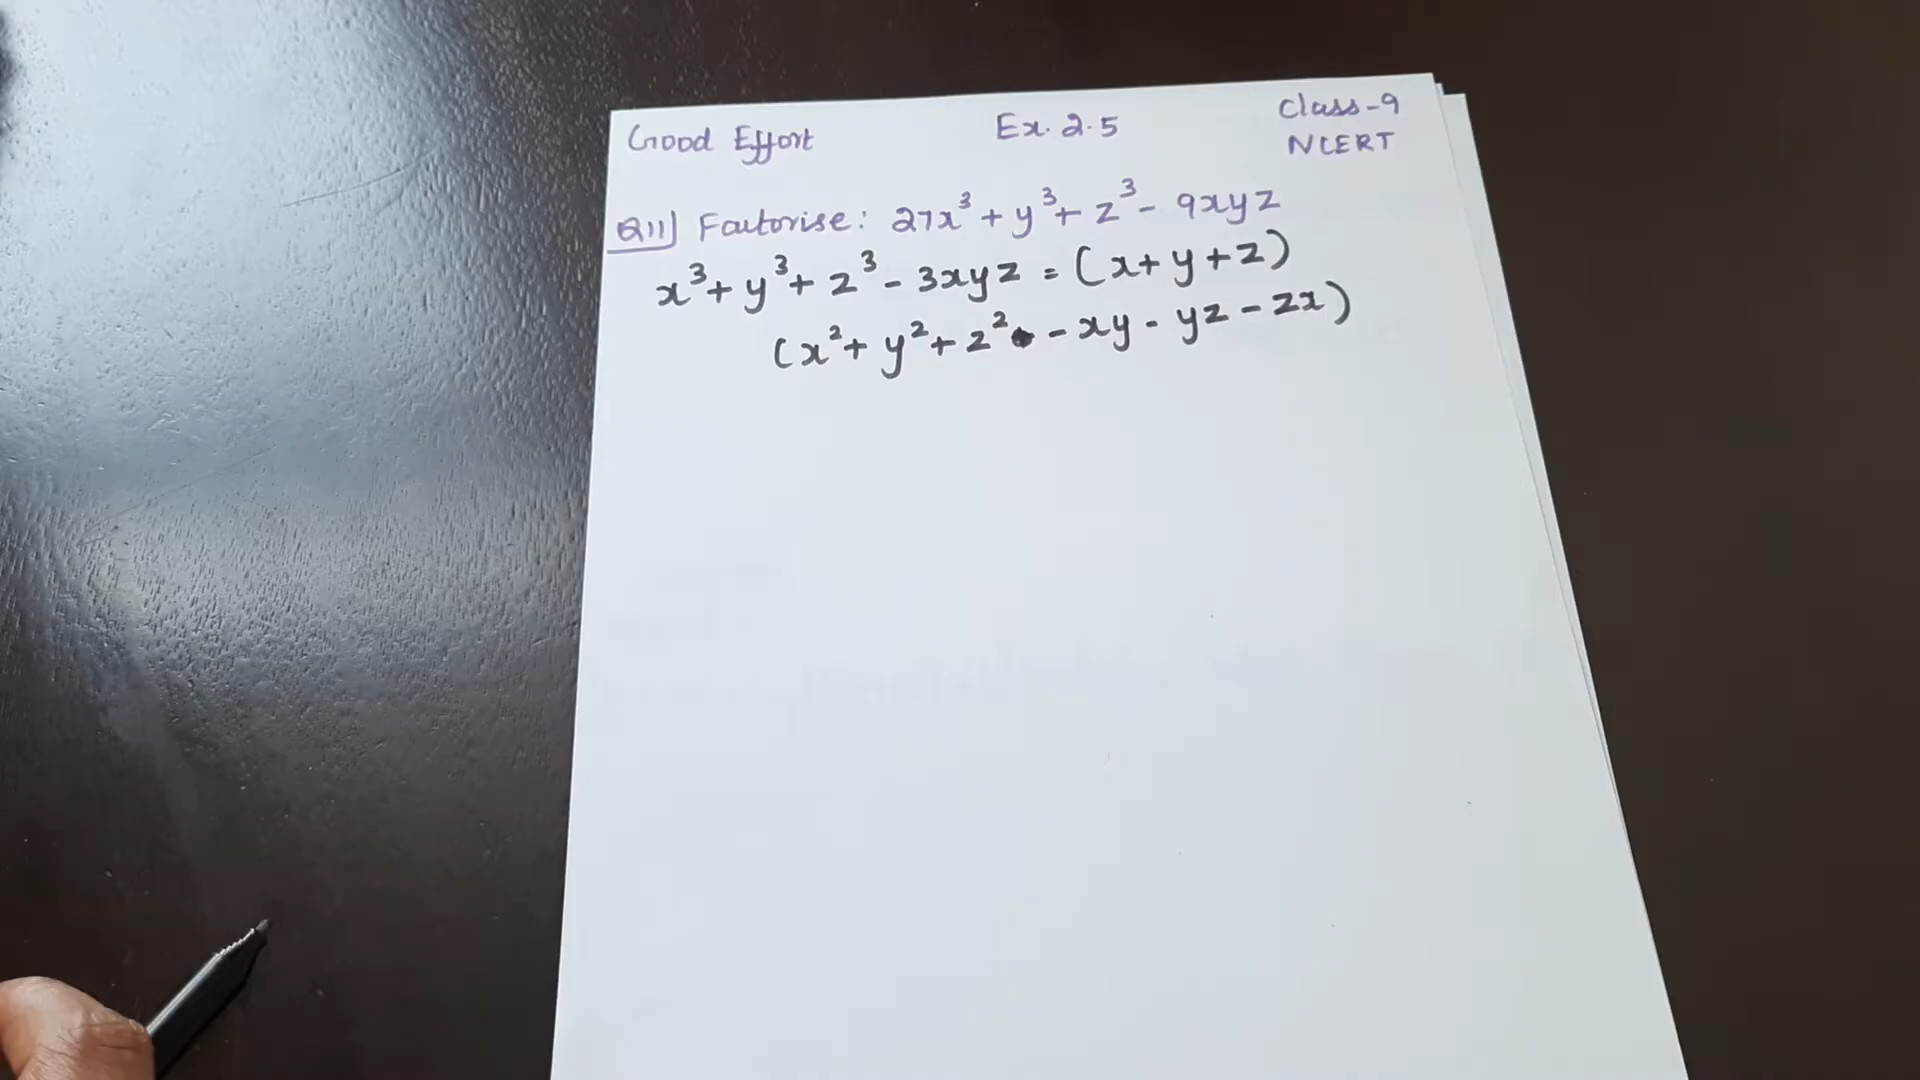 Good Effort Ex. 2.5 Class-9
NCERT
Q11) Factorise: 27x³ + y³ + z³ - 9xyz
x³ + y³ + z³ - 3xyz = (x + y + z)
(x² + y² + z² - xy - yz - zx)